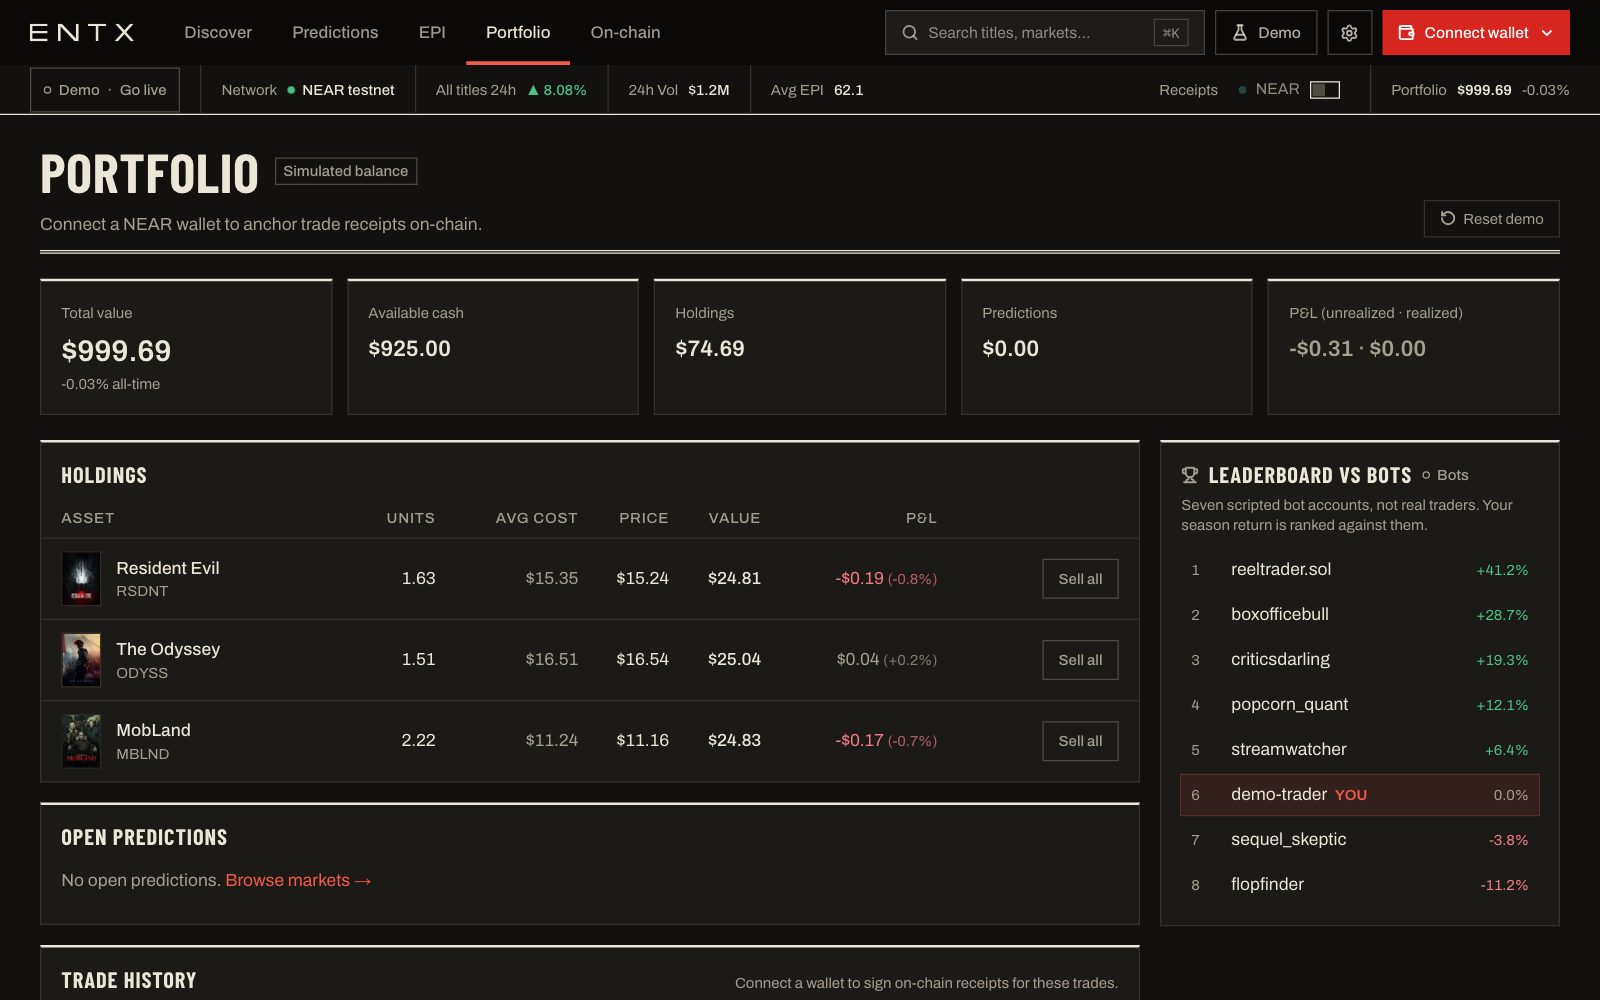 ENTX Discover Predictions EPI Portfolio On-chain Search titles, markets... ⌘K Demo Connect wallet
Demo · Go live Network NEAR testnet All titles 24h ▲ 8.08% 24h Vol $1.2M Avg EPI 62.1 Receipts NEAR Portfolio $999.69 -0.03%
PORTFOLIO Simulated balance
Connect a NEAR wallet to anchor trade receipts on-chain.
Reset demo
Total value Available cash Holdings Predictions P&L (unrealized · realized)
$999.69 $925.00 $74.69 $0.00 -$0.31 · $0.00
-0.03% all-time
HOLDINGS
ASSET UNITS AVG COST PRICE VALUE P&L
Resident Evil
RSDNT
1.63 $15.35 $15.24 $24.81 -$0.19 (-0.8%) Sell all
The Odyssey
ODYSS
1.51 $16.51 $16.54 $25.04 $0.04 (+0.2%) Sell all
MobLand
MBLND
2.22 $11.24 $11.16 $24.83 -$0.17 (-0.7%) Sell all
MOBLAND
OPEN PREDICTIONS
No open predictions. Browse markets →
TRADE HISTORY
Connect a wallet to sign on-chain receipts for these trades.
LEADERBOARD VS BOTS Bots
Seven scripted bot accounts, not real traders. Your
season return is ranked against them.
1 reeltrader.sol +41.2%
2 boxofficebull +28.7%
3 criticsdarling +19.3%
4 popcorn_quant +12.1%
5 streamwatcher +6.4%
6 demo-trader YOU 0.0%
7 sequel_skeptic -3.8%
8 flopfinder -11.2%